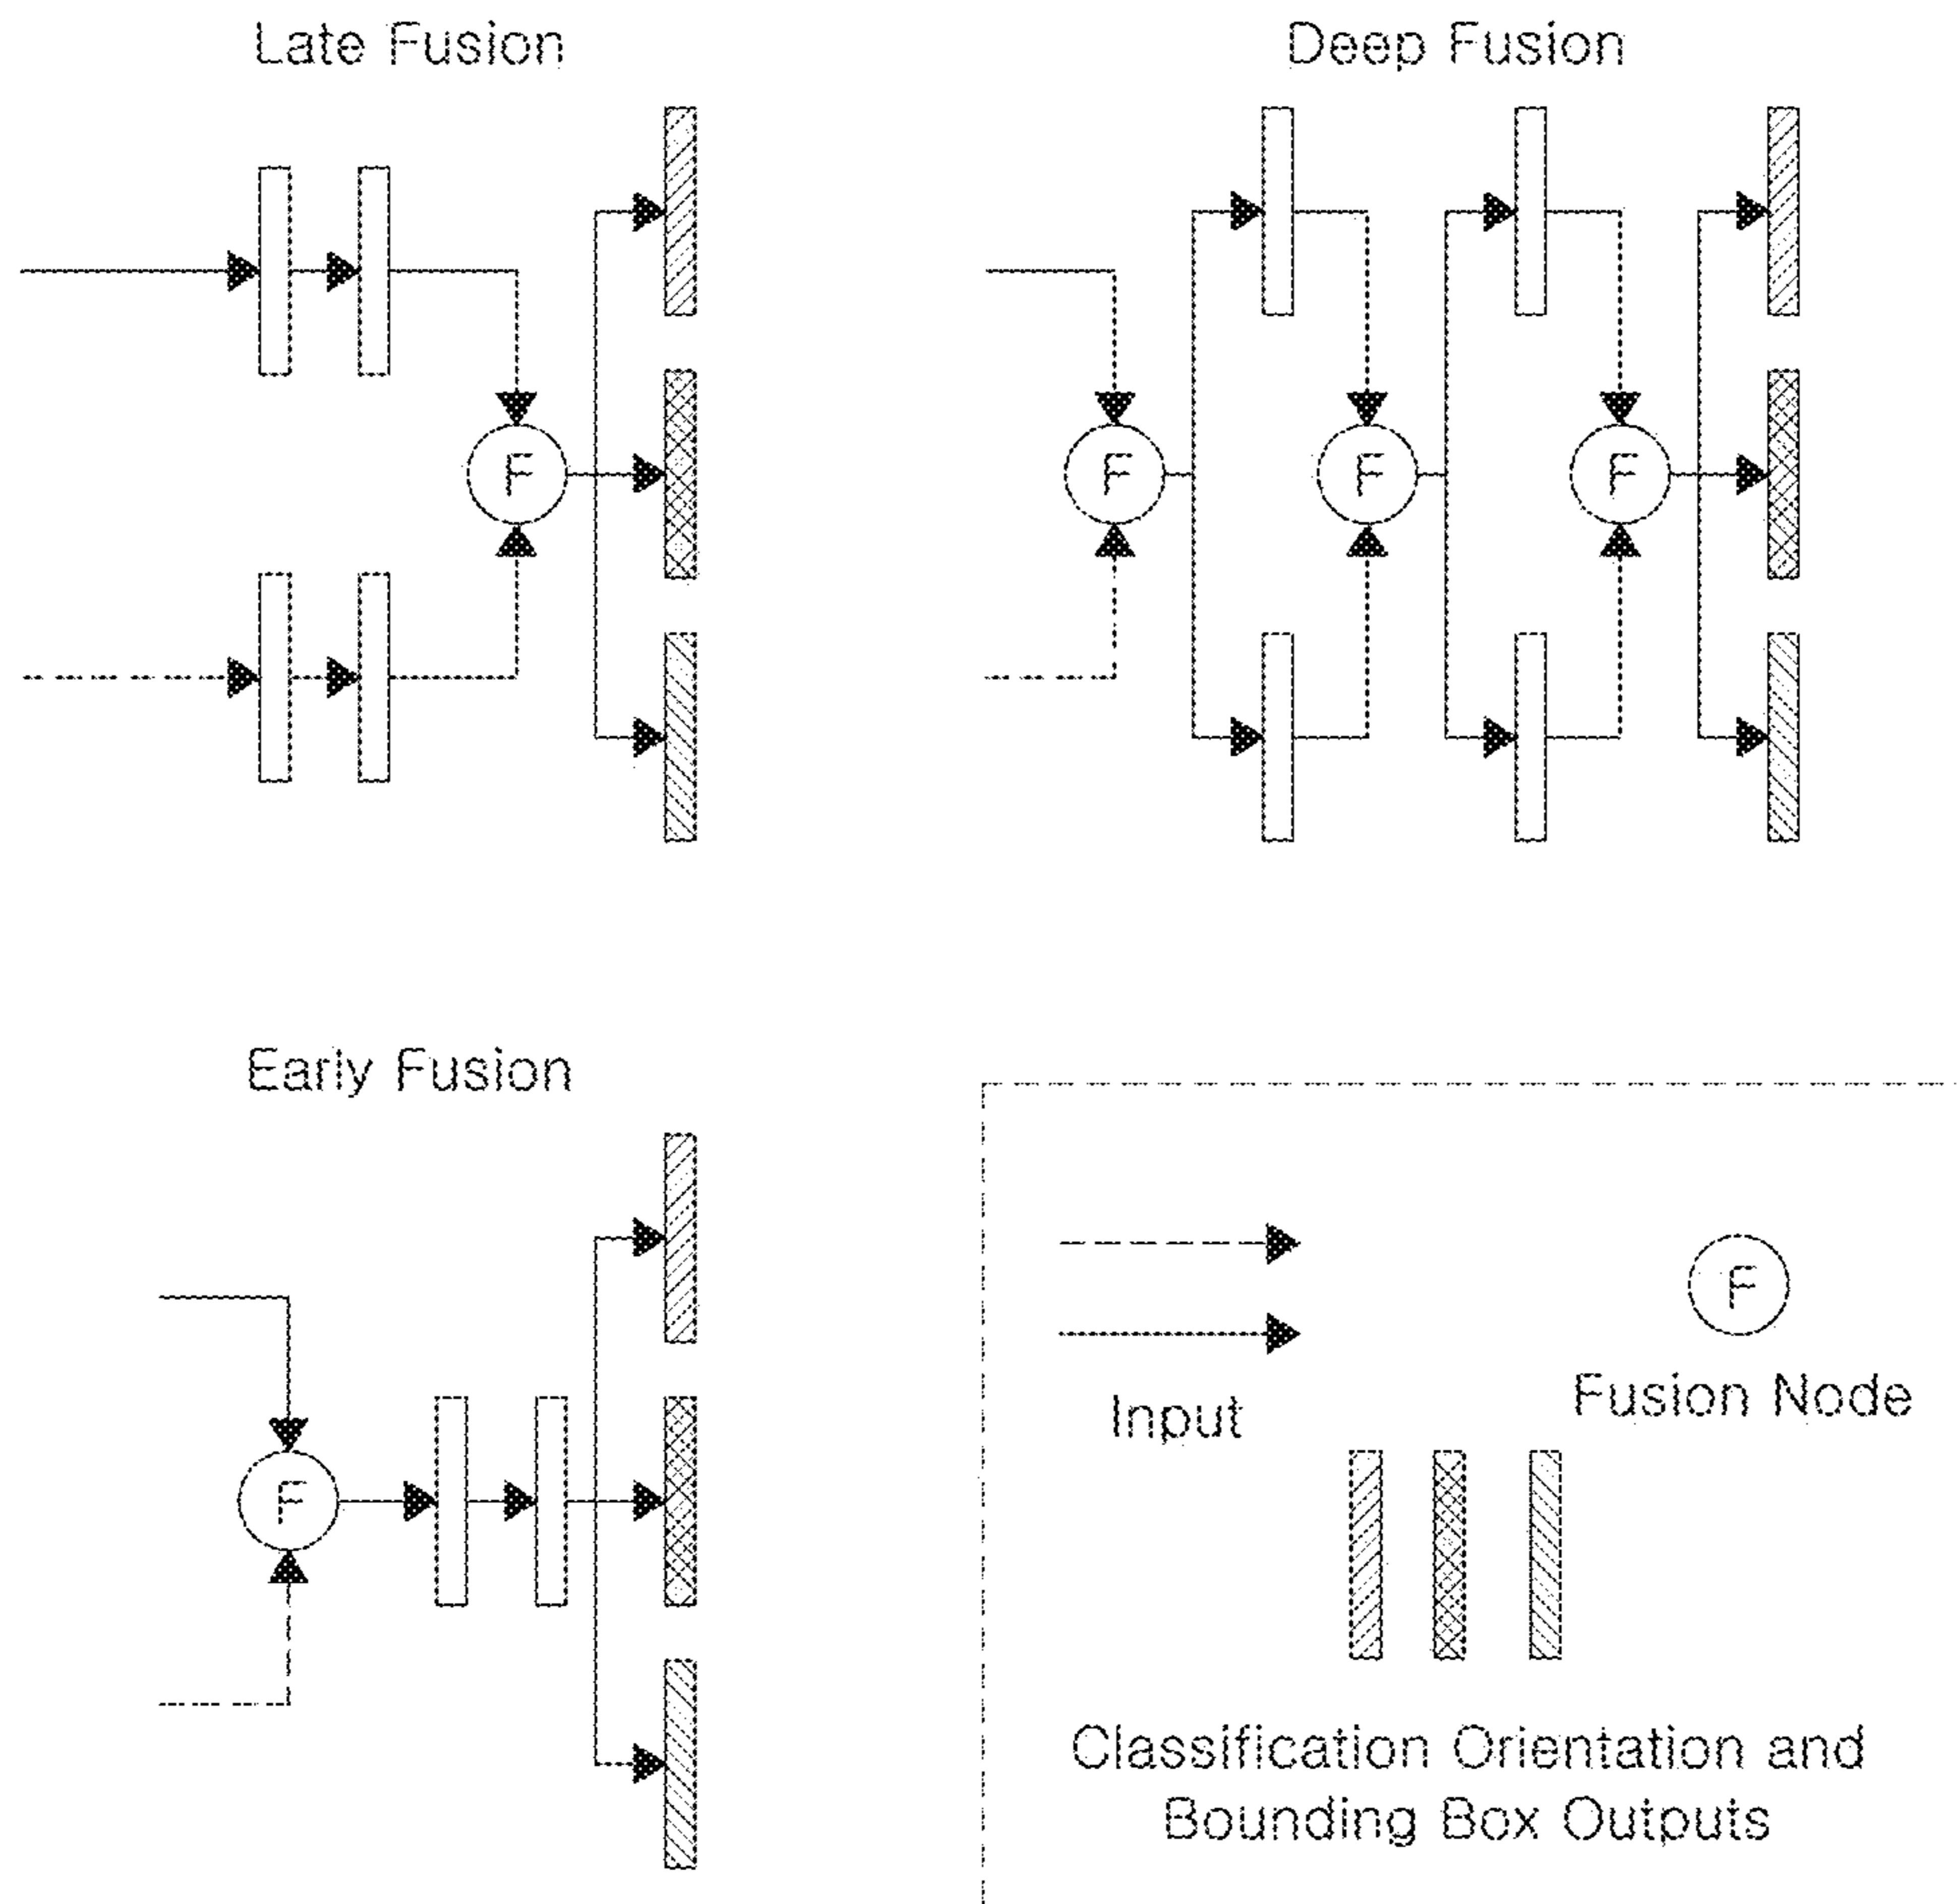 Late Fusion
Deep Fusion
F
F
F
F
Early Fusion
F
F
Input
Fusion Node
Classification Orientation and
Bounding Box Outputs